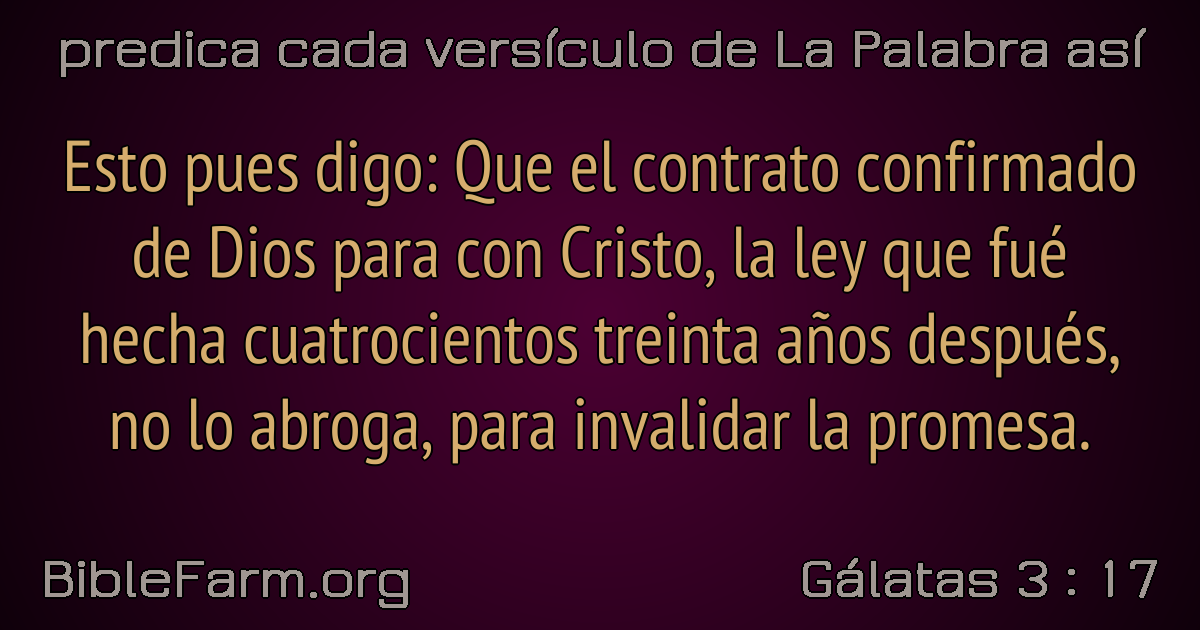 predica cada versículo de La Palabra así
Esto pues digo: Que el contrato confirmado
de Dios para con Cristo, la ley que fué
hecha cuatrocientos treinta años después,
no lo abroga, para invalidar la promesa.
BibleFarm.org
Gálatas 3 : 17